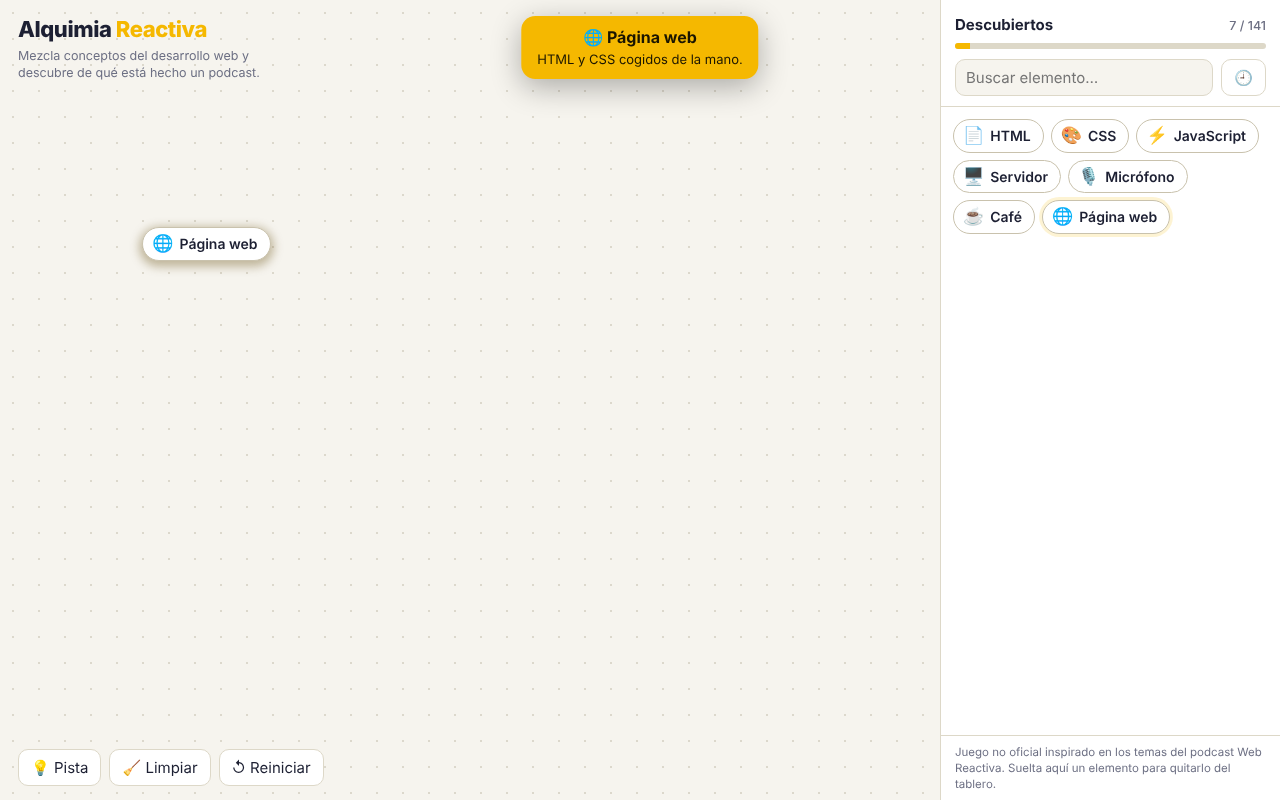 Alquimia Reactiva
Mezcla conceptos del desarrollo web y
descubre de qué está hecho un podcast.
🌐 Página web
HTML y CSS cogidos de la mano.
Descubiertos
7 / 141
Buscar elemento...
HTML
CSS
JavaScript
Servidor
Micrófono
Café
Página web
Página web
Pista
Limpiar
Reiniciar
Juego no oficial inspirado en los temas del podcast Web
Reactiva. Suelta aquí un elemento para quitarlo del
tablero.